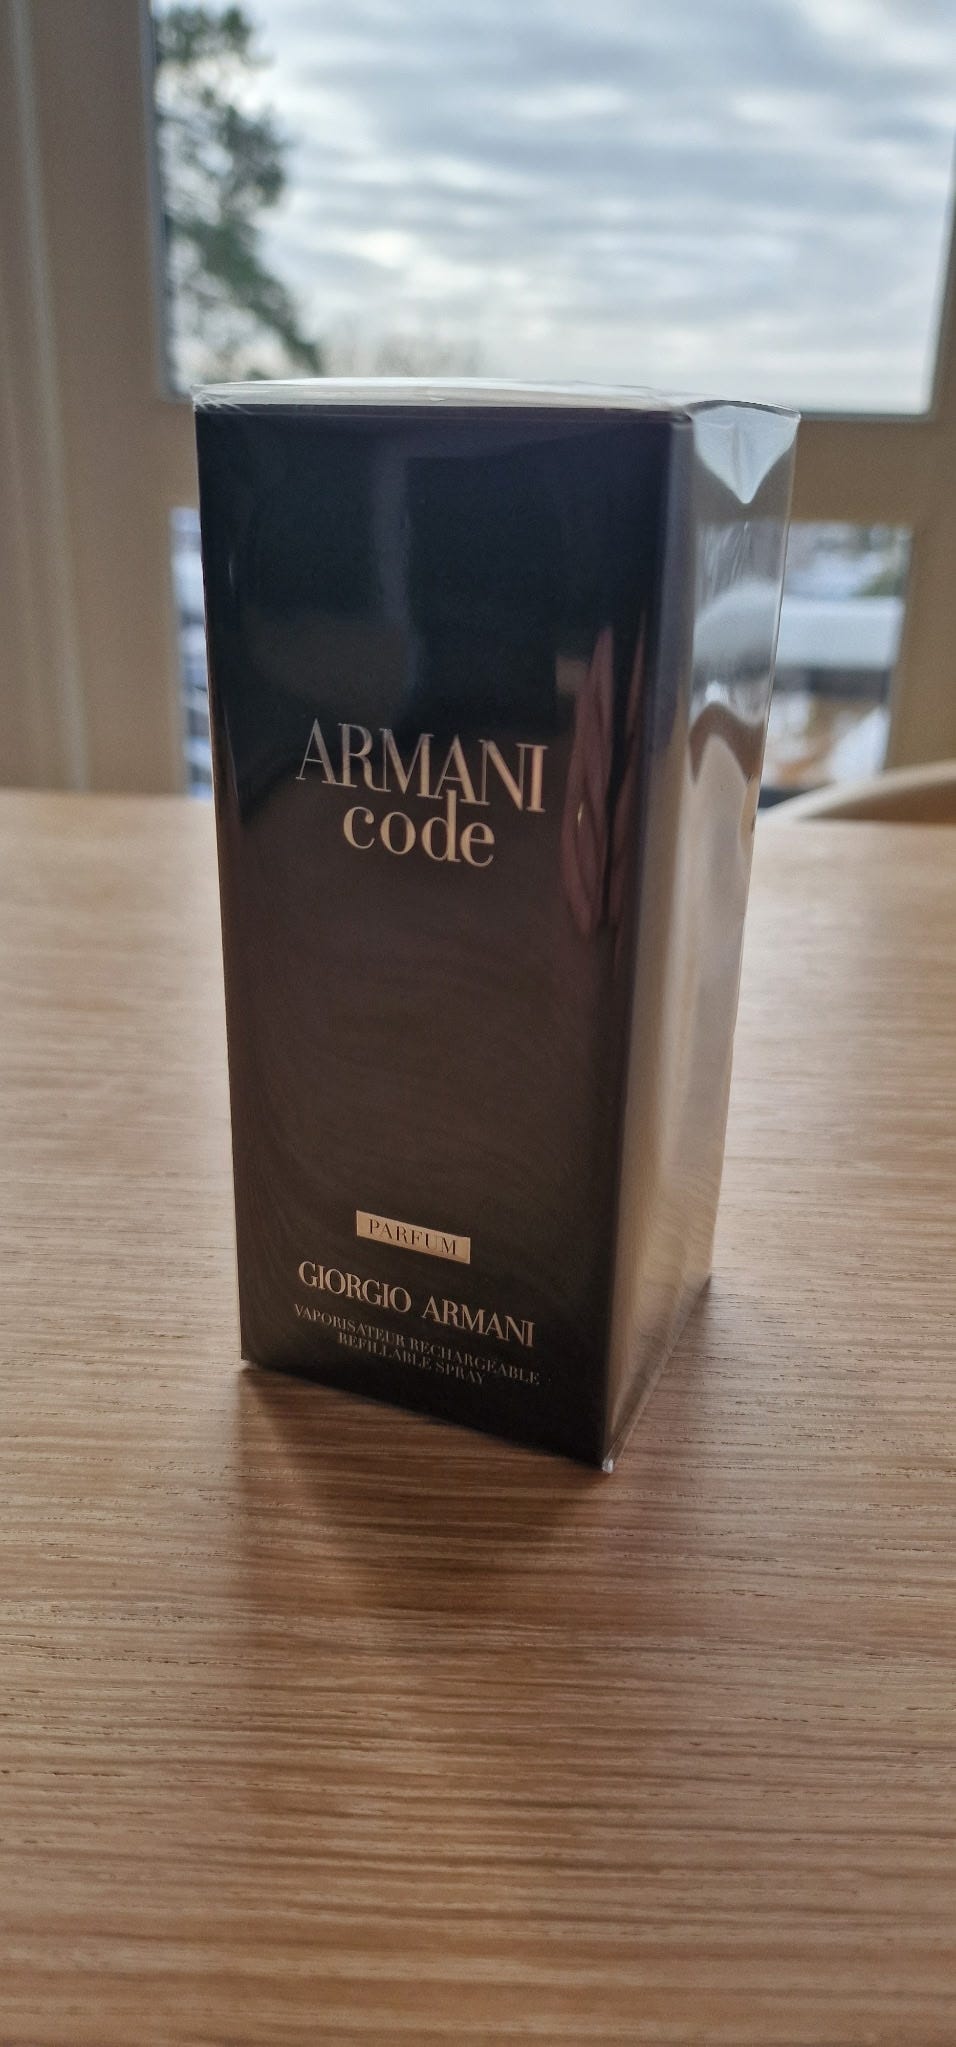 ARMANI
code
PARFUM
GIORGIO ARMANI
VAPORISATEUR RECHARGEABLE
REFILLABLE SPRAY